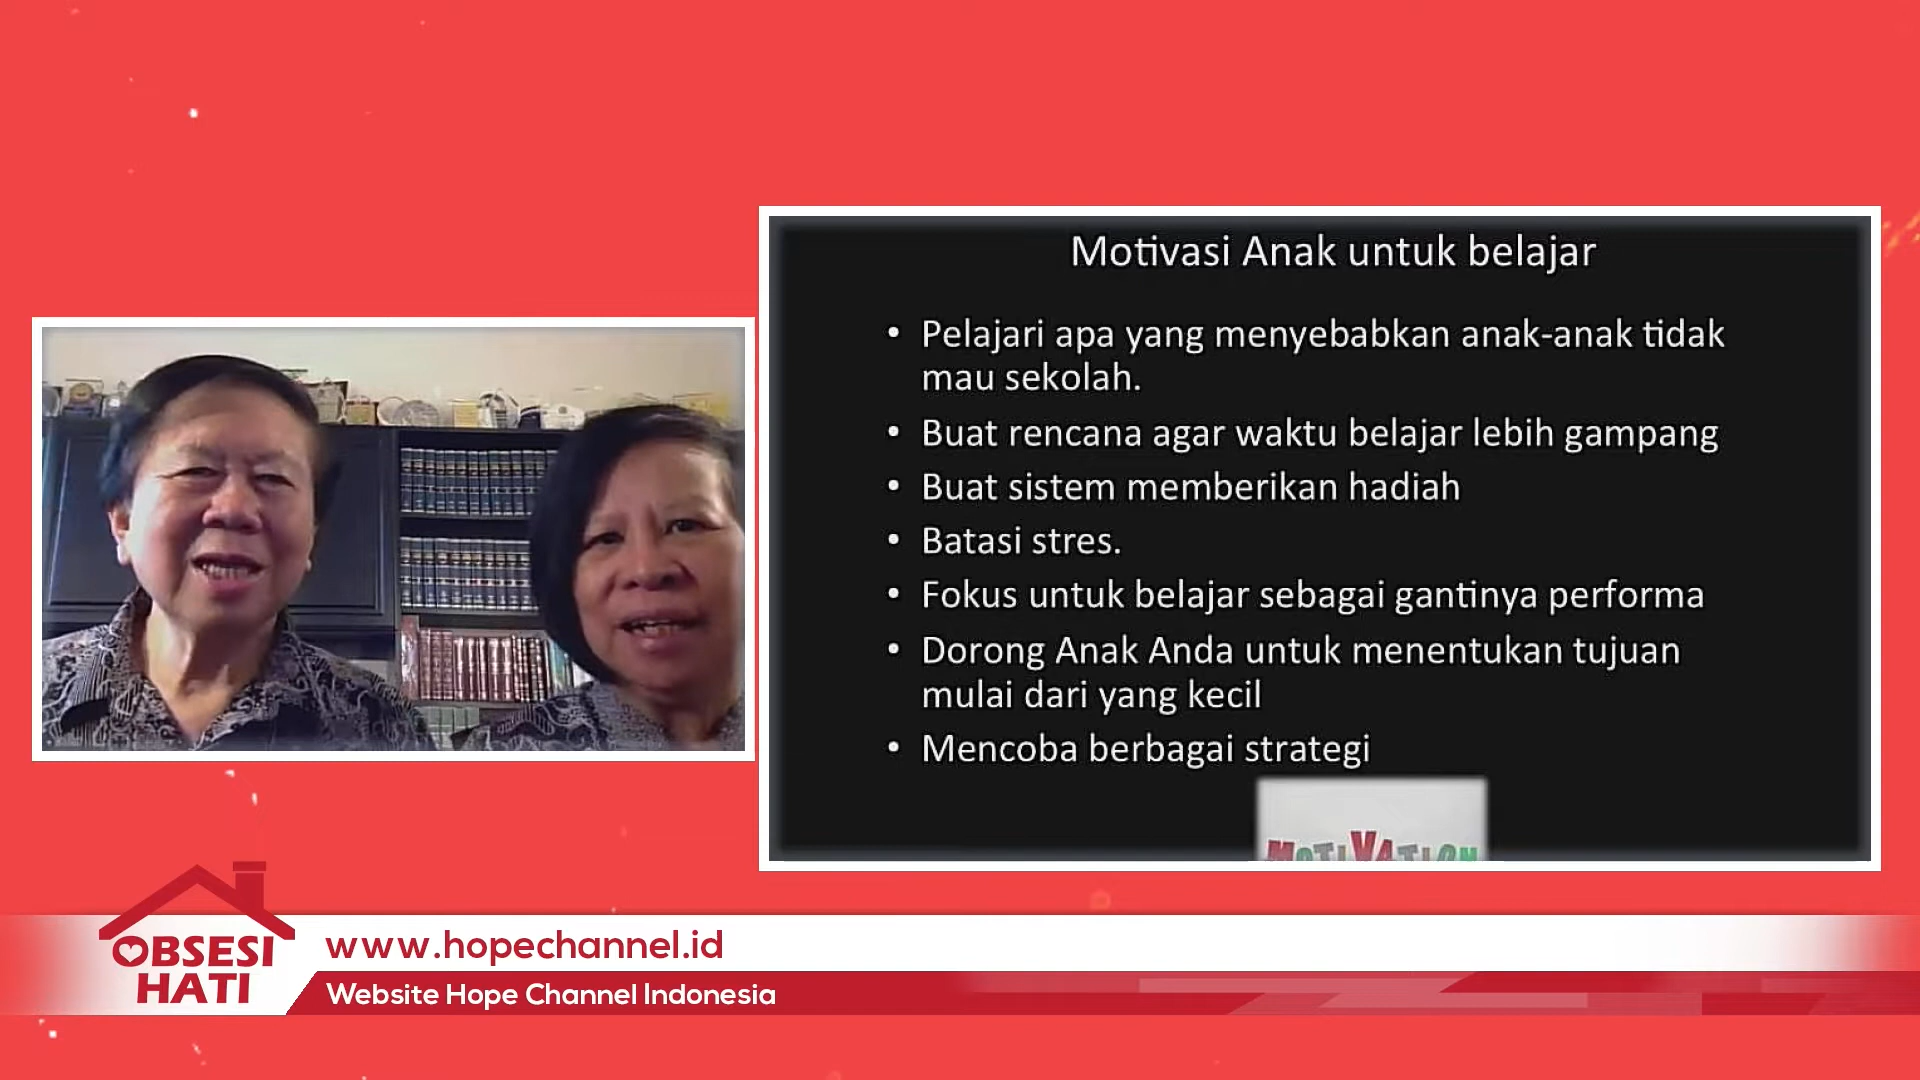 Motivasi Anak untuk belajar
• Pelajari apa yang menyebabkan anak-anak tidak
mau sekolah.
• Buat rencana agar waktu belajar lebih gampang
• Buat sistem memberikan hadiah
• Batasi stres.
• Fokus untuk belajar sebagai gantinya performa
• Dorong Anak Anda untuk menentukan tujuan
mulai dari yang kecil
• Mencoba berbagai strategi
MOTIVATION
OBSESI
HATI
www.hopechannel.id
Website Hope Channel Indonesia